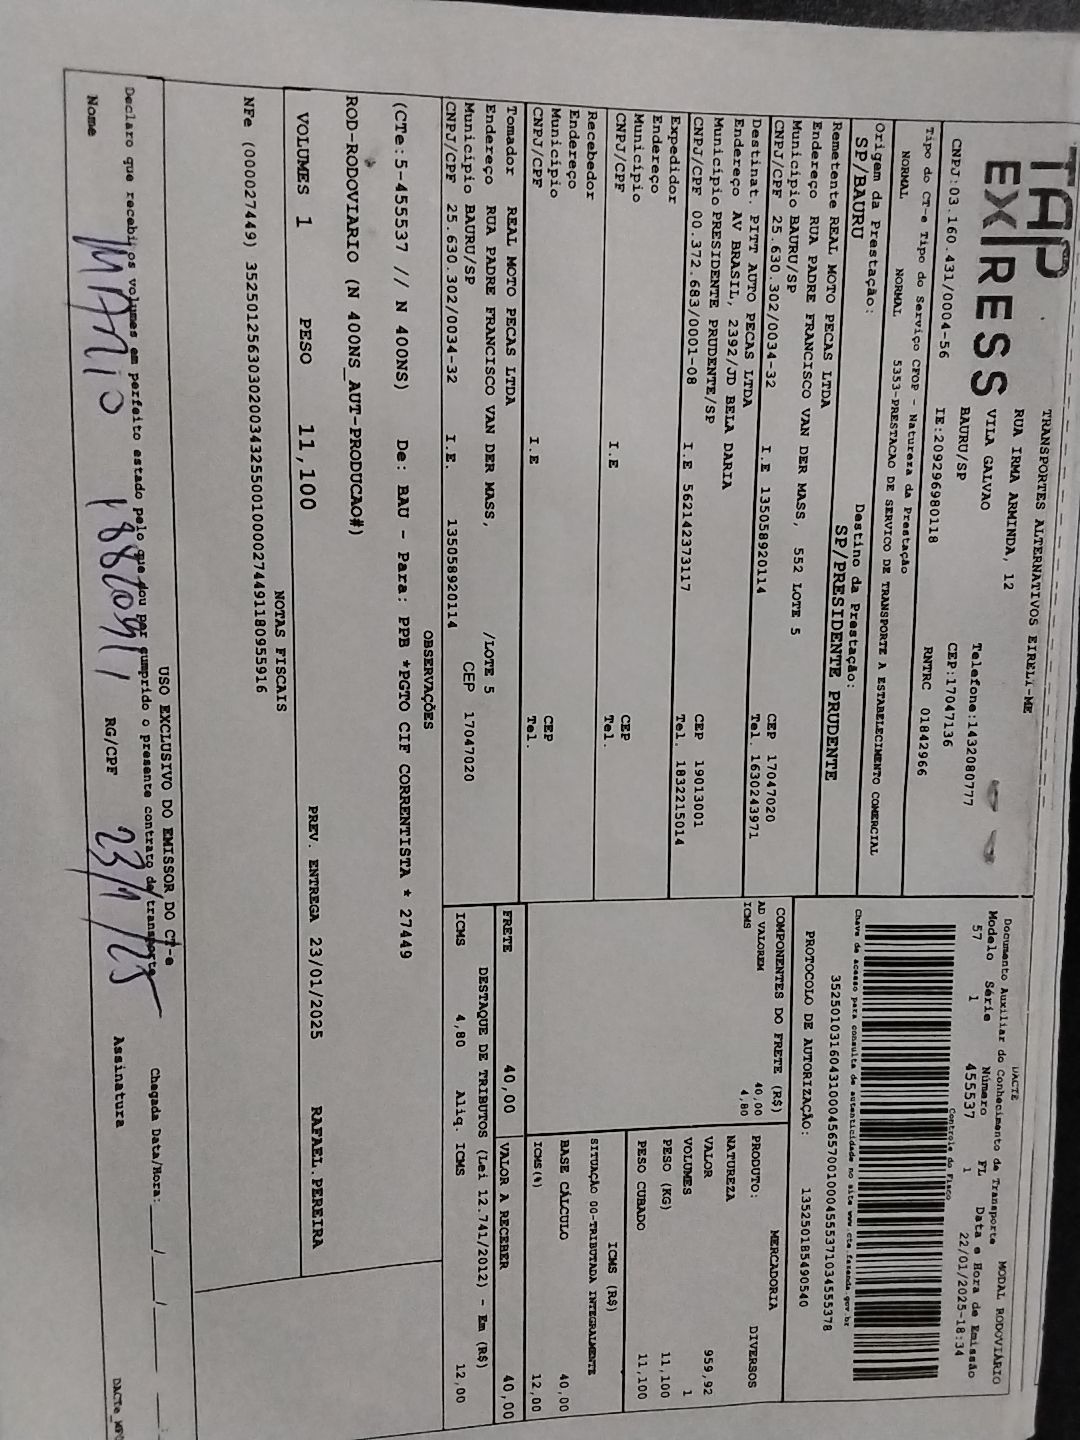 TAP
EXPRESS
TRANSPORTES ALTERNATIVOS EIRELI-ME
RUA IRMA ARMINDA, 12
VILA GALVAO
BAURU/SP
Telefone:1432080777
CEP:17047136
CNPJ:03.160.431/0004-56 IE:209296980118 RNTRC 01842966
Tipo do CT-e Tipo do Serviço CFOP - Natureza da Prestação
NORMAL NORMAL 5353-PRESTACAO DE SERVICO DE TRANSPORTE A ESTABELECIMENTO COMERCIAL
Origem da Prestação: Destino da Prestação:
SP/BAURU SP/PRESIDENTE PRUDENTE
Remetente REAL MOTO PECAS LTDA
Endereço RUA PADRE FRANCISCO VAN DER MASS, 552 LOTE 5
Município BAURU/SP CEP 17047020
CNPJ/CPF 25.630.302/0034-32 I.E 135058920114 Tel. 1630243971
Destinat. PITT AUTO PECAS LTDA
Endereço AV BRASIL, 2392/JD BELA DARIA
Município PRESIDENTE PRUDENTE/SP CEP 19013001
CNPJ/CPF 00.372.683/0001-08 I.E 562142373117 Tel. 1832215014
Expedidor
Endereço
Município CEP
CNPJ/CPF I.E Tel.
Recebedor
Endereço
Município CEP
CNPJ/CPF I.E Tel.
Tomador REAL MOTO PECAS LTDA
Endereço RUA PADRE FRANCISCO VAN DER MASS, /LOTE 5
Município BAURU/SP CEP 17047020
CNPJ/CPF 25.630.302/0034-32 I.E. 135058920114
DACTE MODAL RODOVIÁRIO
Documento Auxiliar do Conhecimento de Transporte
Modelo Série Número FL Data e Hora de Emissão
57 1 455537 1 22/01/2025-18:34
Controle do Fisco
Chave de acesso para consulta de autenticidade no site www.cte.fazenda.gov.br
35250103160431000456570010004555371034555378
PROTOCOLO DE AUTORIZAÇÃO: 135250185490540
COMPONENTES DO FRETE (R$)
AD VALOREM 40,00
ICMS 4,80
MERCADORIA
PRODUTO: DIVERSOS
NATUREZA
VALOR 959,92
VOLUMES 1
PESO (KG) 11,100
PESO CUBADO 11,100
ICMS (R$)
SITUAÇÃO 00-TRIBUTADA INTEGRALMENTE
BASE CÁLCULO 40,00
ICMS(%) 12,00
FRETE 40,00 VALOR A RECEBER 40,00
DESTAQUE DE TRIBUTOS (Lei 12.741/2012) - Em (R$)
ICMS 4,80 Aliq. ICMS 12,00
OBSERVAÇÕES
(CTe:5-455537 // N 400NS) De: BAU - Para: PPB *PGTO CIF CORRENTISTA * 27449
ROD-RODOVIARIO (N 400NS_AUT-PRODUCAO#)
VOLUMES 1 PESO 11,100 PREV. ENTREGA 23/01/2025 RAFAEL.PEREIRA
NOTAS FISCAIS
NFe (000027449) 35250125630302003432550010000274491180955916
USO EXCLUSIVO DO EMISSOR DO CT-e
Declaro que recebi os volumes em perfeito estado pelo que dou por cumprido o presente contrato de transporte
Chegada Data/Hora: ____/____/____
Nome Mário RG/CPF 23/1/25 Assinatura